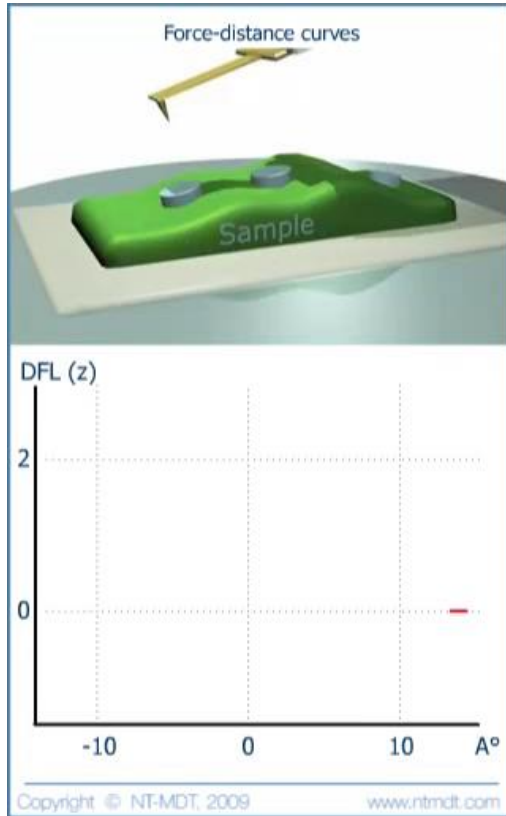 Force-distance curves
Sample
DFL (z)
2
0
-10 0 10 A°
Copyright © NT-MDT, 2009 www.ntmdt.com